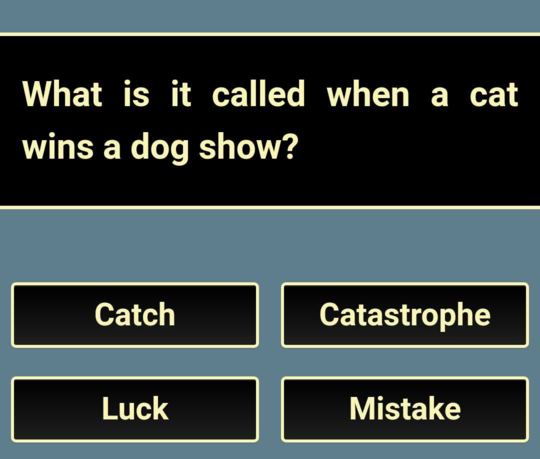 What is it called when a cat
wins a dog show?
Catch
Catastrophe
Luck
Mistake